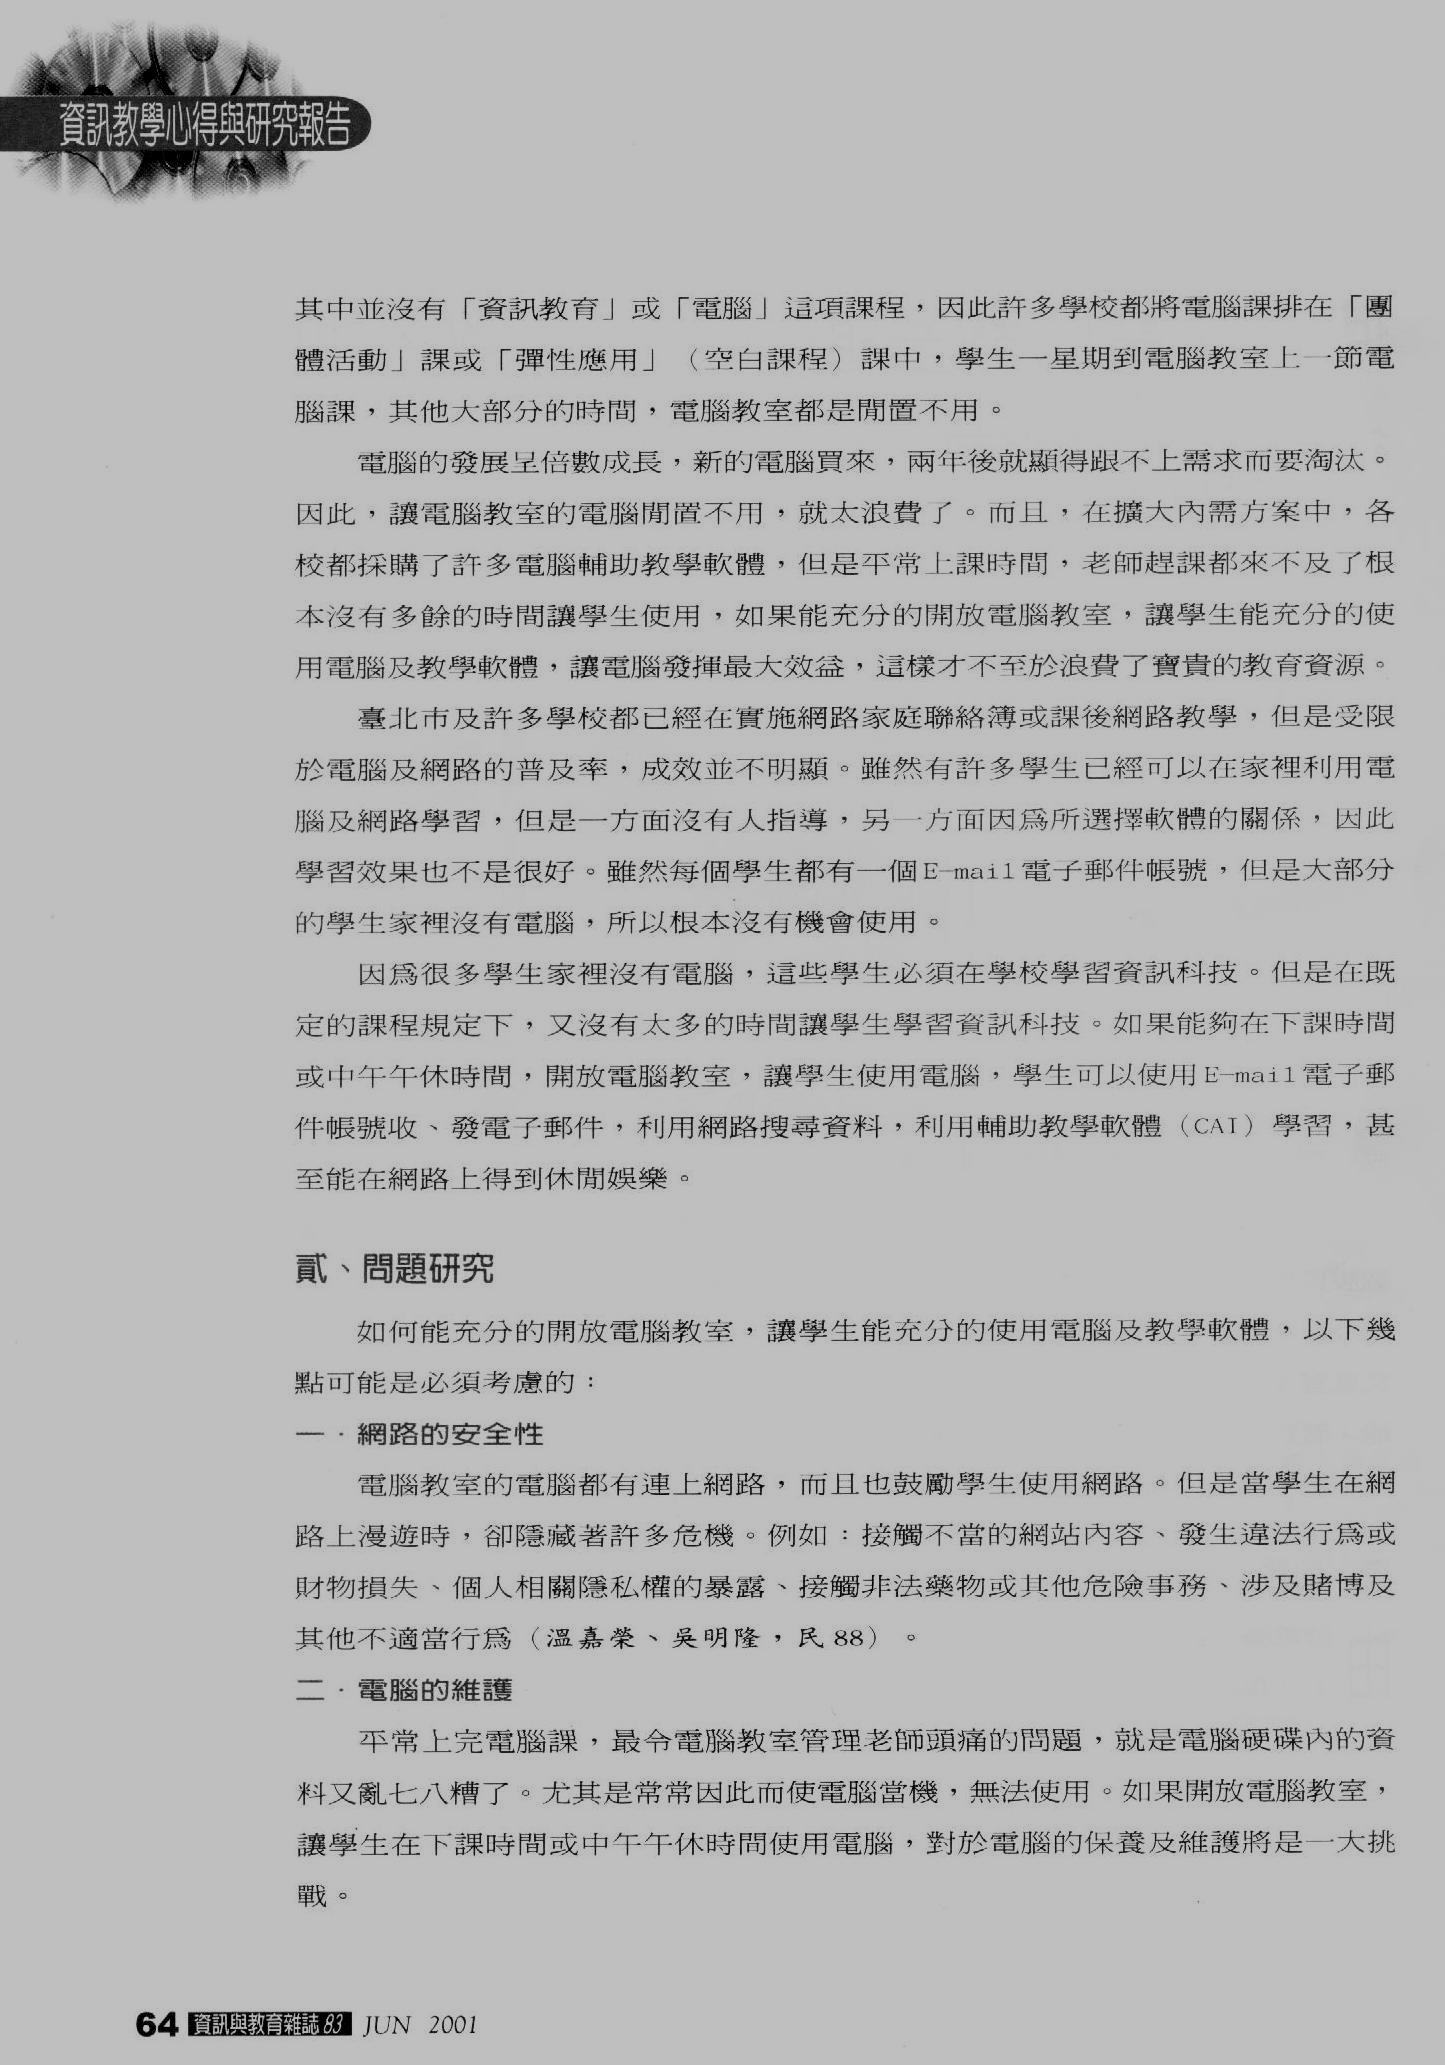 資訊教學心得與研究報告
其中並沒有「資訊教育」或「電腦」這項課程，因此許多學校都將電腦課排在「團
體活動」課或「彈性應用」（空白課程）課中，學生一星期到電腦教室上一節電
腦課，其他大部分的時間，電腦教室都是閒置不用。
電腦的發展呈倍數成長，新的電腦買來，兩年後就顯得跟不上需求而要淘汰。
因此，讓電腦教室的電腦閒置不用，就太浪費了。而且，在擴大內需方案中，各
校都採購了許多電腦輔助教學軟體，但是平常上課時間，老師趕課都來不及了根
本沒有多餘的時間讓學生使用，如果能充分的開放電腦教室，讓學生能充分的使
用電腦及教學軟體，讓電腦發揮最大效益，這樣才不至於浪費了寶貴的教育資源。
臺北市及許多學校都已經在實施網路家庭聯絡簿或課後網路教學，但是受限
於電腦及網路的普及率，成效並不明顯。雖然有許多學生已經可以在家裡利用電
腦及網路學習，但是一方面沒有人指導，另一方面因為所選擇軟體的關係，因此
學習效果也不是很好。雖然每個學生都有一個E-mail電子郵件帳號，但是大部分
的學生家裡沒有電腦，所以根本沒有機會使用。
因為很多學生家裡沒有電腦，這些學生必須在學校學習資訊科技。但是在既
定的課程規定下，又沒有太多的時間讓學生學習資訊科技。如果能夠在下課時間
或中午午休時間，開放電腦教室，讓學生使用電腦，學生可以使用E-mail電子郵
件帳號收、發電子郵件，利用網路搜尋資料，利用輔助教學軟體（CAI）學習，甚
至能在網路上得到休閒娛樂。
貳、問題研究
如何能充分的開放電腦教室，讓學生能充分的使用電腦及教學軟體，以下幾
點可能是必須考慮的：
一．網路的安全性
電腦教室的電腦都有連上網路，而且也鼓勵學生使用網路。但是當學生在網
路上漫遊時，卻隱藏著許多危機。例如：接觸不當的網站內容、發生違法行為或
財物損失、個人相關隱私權的暴露、接觸非法藥物或其他危險事務、涉及賭博及
其他不適當行為（溫嘉榮、吳明隆，民88）。
二．電腦的維護
平常上完電腦課，最令電腦教室管理老師頭痛的問題，就是電腦硬碟內的資
料又亂七八糟了。尤其是常常因此而使電腦當機，無法使用。如果開放電腦教室，
讓學生在下課時間或中午午休時間使用電腦，對於電腦的保養及維護將是一大挑
戰。
64 資訊與教育雜誌83 JUN 2001